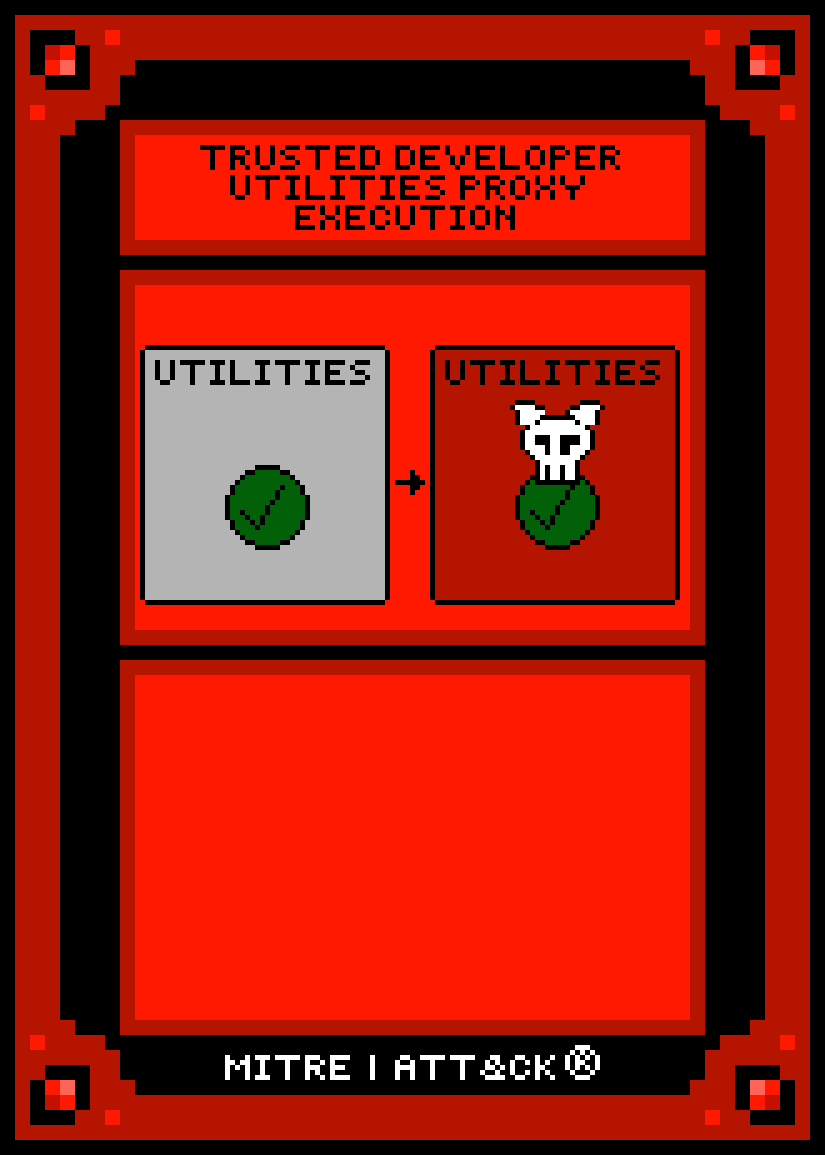 TRUSTED DEVELOPER
UTILITIES PROXY
EXECUTION
UTILITIES
UTILITIES
MITRE | ATT&CK®